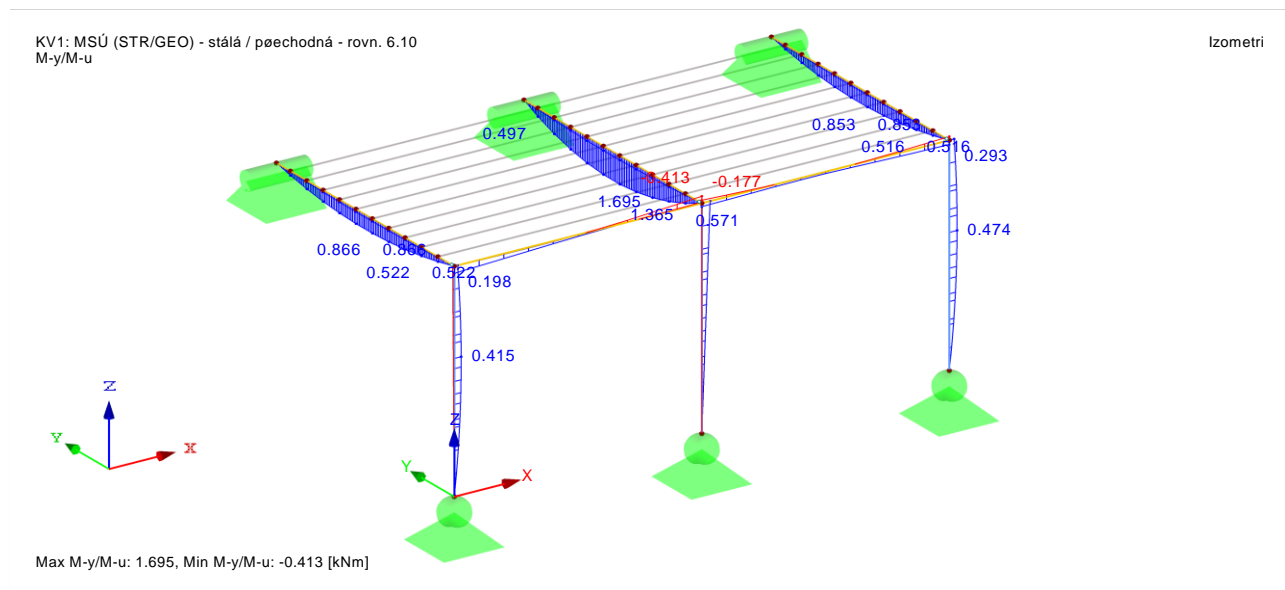 KV1: MSÚ (STR/GEO) - stálá / pøechodná - rovn. 6.10
Izometri
M-y/M-u
0.497
0.853
0.853
0.516
0.516
0.293
-0.413
-0.177
1.695
1.365
0.571
0.474
0.866
0.866
0.522
0.522
0.198
0.415
Z
Y
X
Z
Y
X
Max M-y/M-u: 1.695, Min M-y/M-u: -0.413 [kNm]